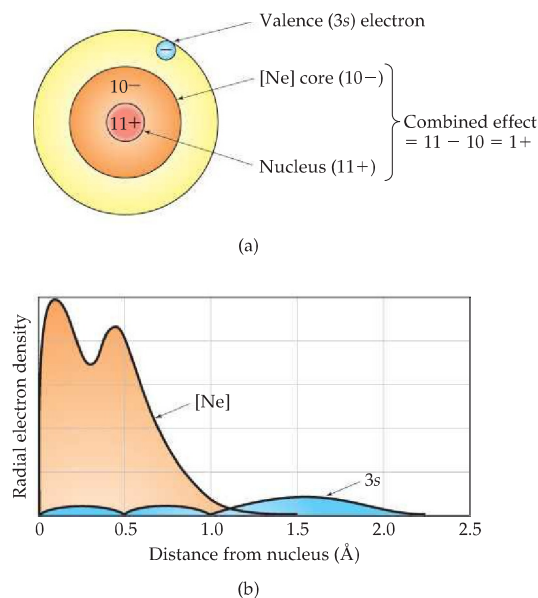 Valence (3s) electron
−
[Ne] core (10−)
10−
11+
Combined effect
= 11 − 10 = 1+
Nucleus (11+)
(a)
Radial electron density
[Ne]
3s
0 0.5 1.0 1.5 2.0 2.5
Distance from nucleus (Å)
(b)